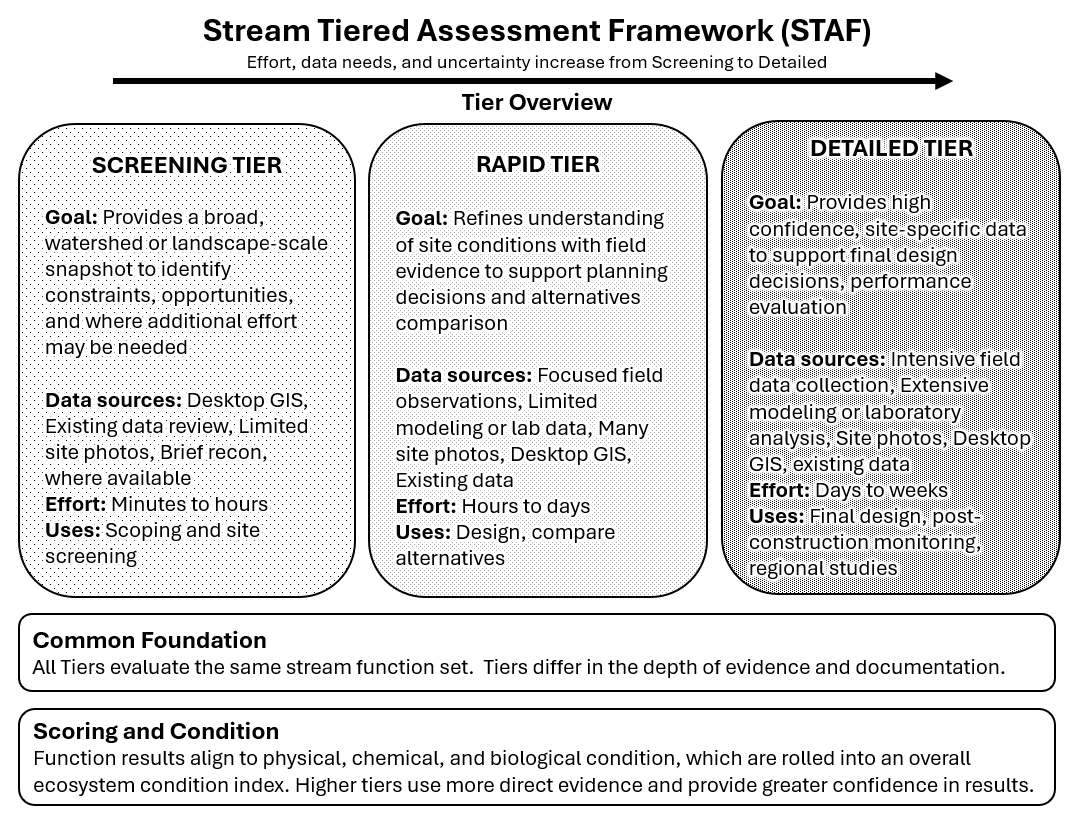 Stream Tiered Assessment Framework (STAF)
Effort, data needs, and uncertainty increase from Screening to Detailed
Tier Overview
SCREENING TIER
Goal: Provides a broad,
watershed or landscape-scale
snapshot to identify
constraints, opportunities,
and where additional effort
may be needed
Data sources: Desktop GIS,
Existing data review, Limited
site photos, Brief recon,
where available
Effort: Minutes to hours
Uses: Scoping and site
screening
RAPID TIER
Goal: Refines understanding
of site conditions with field
evidence to support planning
decisions and alternatives
comparison
Data sources: Focused field
observations, Limited
modeling or lab data, Many
site photos, Desktop GIS,
Existing data
Effort: Hours to days
Uses: Design, compare
alternatives
DETAILED TIER
Goal: Provides high
confidence, site-specific data
to support final design
decisions, performance
evaluation
Data sources: Intensive field
data collection, Extensive
modeling or laboratory
analysis, Site photos, Desktop
GIS, existing data
Effort: Days to weeks
Uses: Final design, post-
construction monitoring,
regional studies
Common Foundation
All Tiers evaluate the same stream function set.  Tiers differ in the depth of evidence and documentation.
Scoring and Condition
Function results align to physical, chemical, and biological condition, which are rolled into an overall
ecosystem condition index. Higher tiers use more direct evidence and provide greater confidence in results.